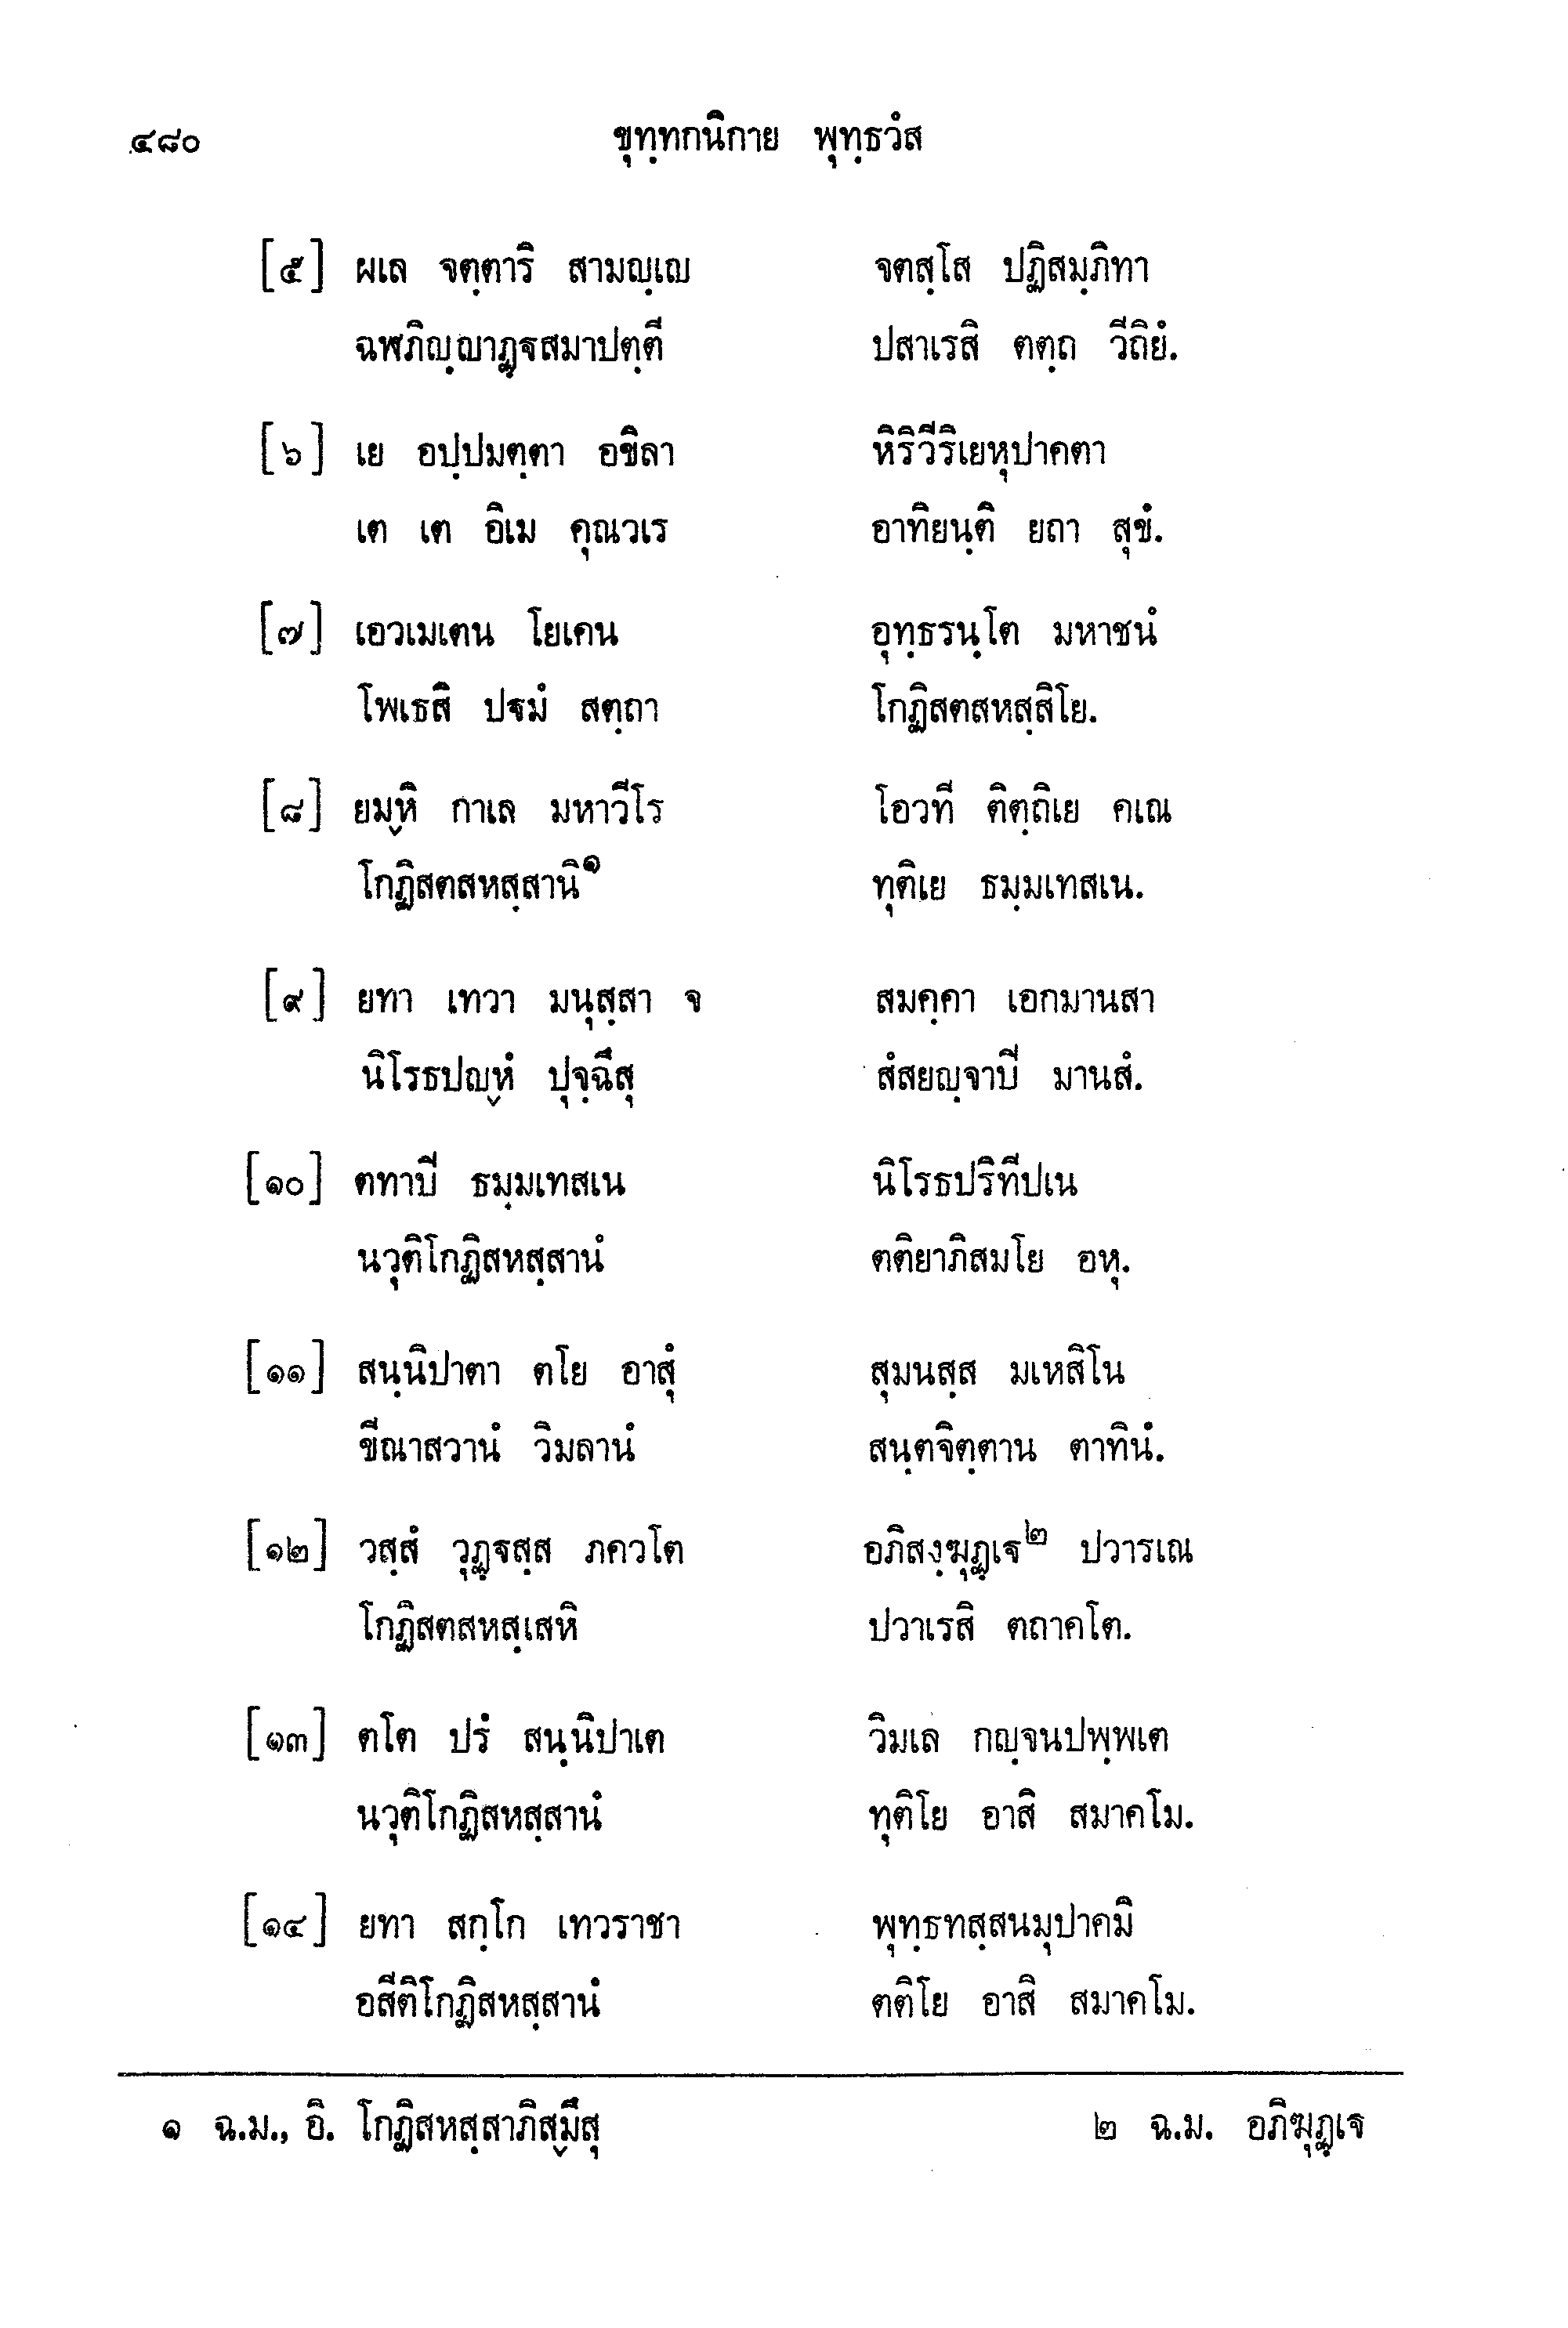 ๔๘๐ ขุทฺทกนิกาย พุทฺธวํส
[๕] ผเล จตฺตาริ สามญฺเญ จตสฺโส ปฏิสมฺภิทา
ฉฬภิญฺญาฏฺฐสมาปตฺตี ปสาเรสิ ตตฺถ วีถิยํ.
[๖] เย อปฺปมตฺตา อขิลา หิริวีริเยหุปาคตา
เต เต อิเม คุณวเร อาทิยนฺติ ยถา สุขํ.
[๗] เอวเมเตน โยเคน อุทฺธรนฺโต มหาชนํ
โพเธสิ ปฐมํ สตฺถา โกฏิสตสหสฺสิโย.
[๘] ยมฺหิ กาเล มหาวีโร โอวที ติตฺถิเย คเณ
โกฏิสตสหสฺสานิ๑ ทุติเย ธมฺมเทสเน.
[๙] ยทา เทวา มนุสฺสา จ สมคฺคา เอกมานสา
นิโรธปญฺหํ ปุจฺฉึสุ สํสยญฺจาปี มานสํ.
[๑๐] ตทาปี ธมฺมเทสเน นิโรธปริทีปเน
นวุติโกฏิสหสฺสานํ ตติยาภิสมโย อหุ.
[๑๑] สนฺนิปาตา ตโย อาสุํ สุมนสฺส มเหสิโน
ขีณาสวานํ วิมลานํ สนฺตจิตฺตาน ตาทินํ.
[๑๒] วสฺสํ วุฏฺฐสฺส ภควโต อภิสงฺฆุฏฺเฐ๒ ปวารเณ
โกฏิสตสหสฺเสหิ ปวาเรสิ ตถาคโต.
[๑๓] ตโต ปรํ สนฺนิปาเต วิมเล กญฺจนปพฺพเต
นวุติโกฏิสหสฺสานํ ทุติโย อาสิ สมาคโม.
[๑๔] ยทา สกฺโก เทวราชา พุทฺธทสฺสนมุปาคมิ
อสีติโกฏิสหสฺสานํ ตติโย อาสิ สมาคโม.
๑ ฉ.ม., อิ. โกฏิสหสฺสาภิสฺมึสุ ๒ ฉ.ม. อภิฆุฏฺเฐ